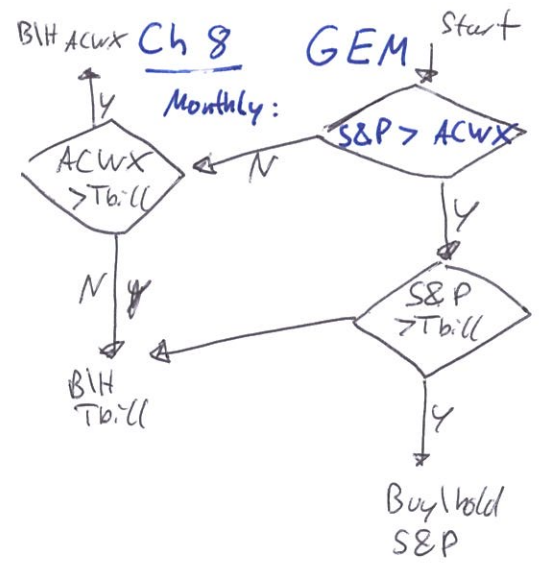 B\H ACWX Ch 8 GEM Start
Monthly:
S&P > ACWX
Y
ACWX
>Tbill
N
Y
S&P
>Tbill
N
B\H
Tbill
Y
Buy\hold
S&P